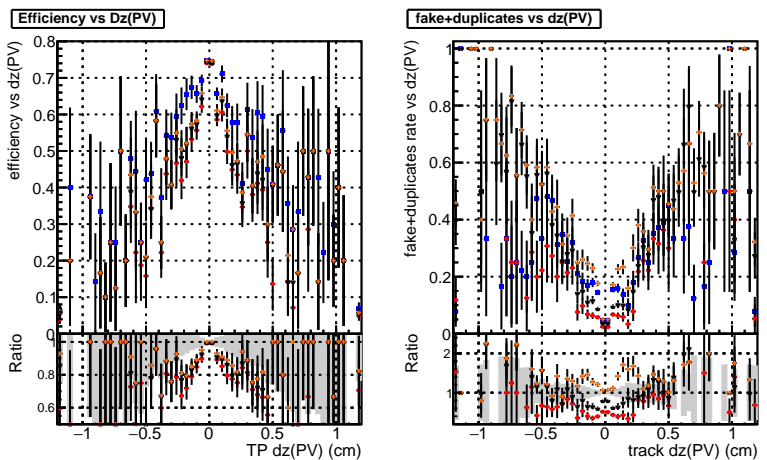 Efficiency vs Dz(PV)
fake+duplicates vs dz(PV)
efficiency vs dz(PV)
0.8
0.7
0.6
0.5
0.4
0.3
0.2
0.1
0
Ratio
1
0.8
0.6
−1 −0.5 0 0.5 1
TP dz(PV) (cm)
fake+duplicates rate vs dz(PV)
1
0.8
0.6
0.4
0.2
0
Ratio
2
1
−1 −0.5 0 0.5 1
track dz(PV) (cm)